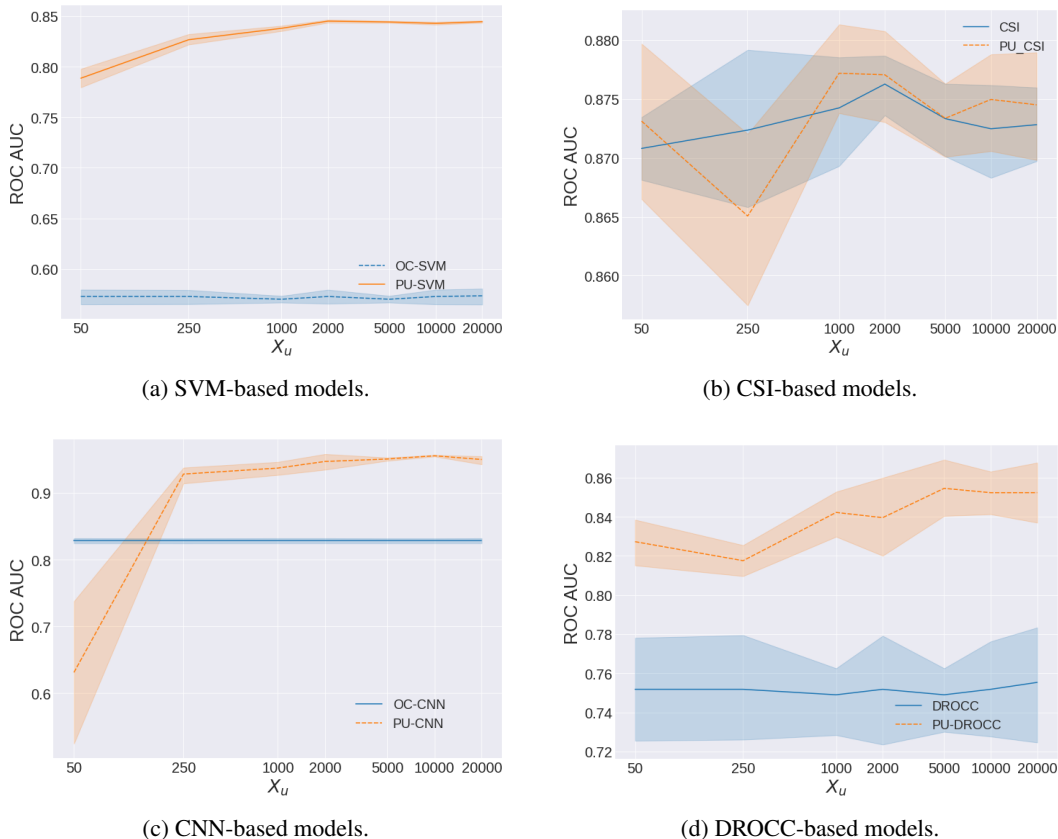 0.85
0.80
0.75
0.70
0.65
0.60
ROC AUC
OC-SVM
PU-SVM
50 250 1000 2000 5000 10000 20000
X_u
(a) SVM-based models.
0.880
0.875
0.870
0.865
0.860
ROC AUC
CSI
PU_CSI
50 250 1000 2000 5000 10000 20000
X_u
(b) CSI-based models.
0.9
0.8
0.7
0.6
ROC AUC
OC-CNN
PU-CNN
50 250 1000 2000 5000 10000 20000
X_u
(c) CNN-based models.
0.86
0.84
0.82
0.80
0.78
0.76
0.74
0.72
ROC AUC
DROCC
PU-DROCC
50 250 1000 2000 5000 10000 20000
X_u
(d) DROCC-based models.